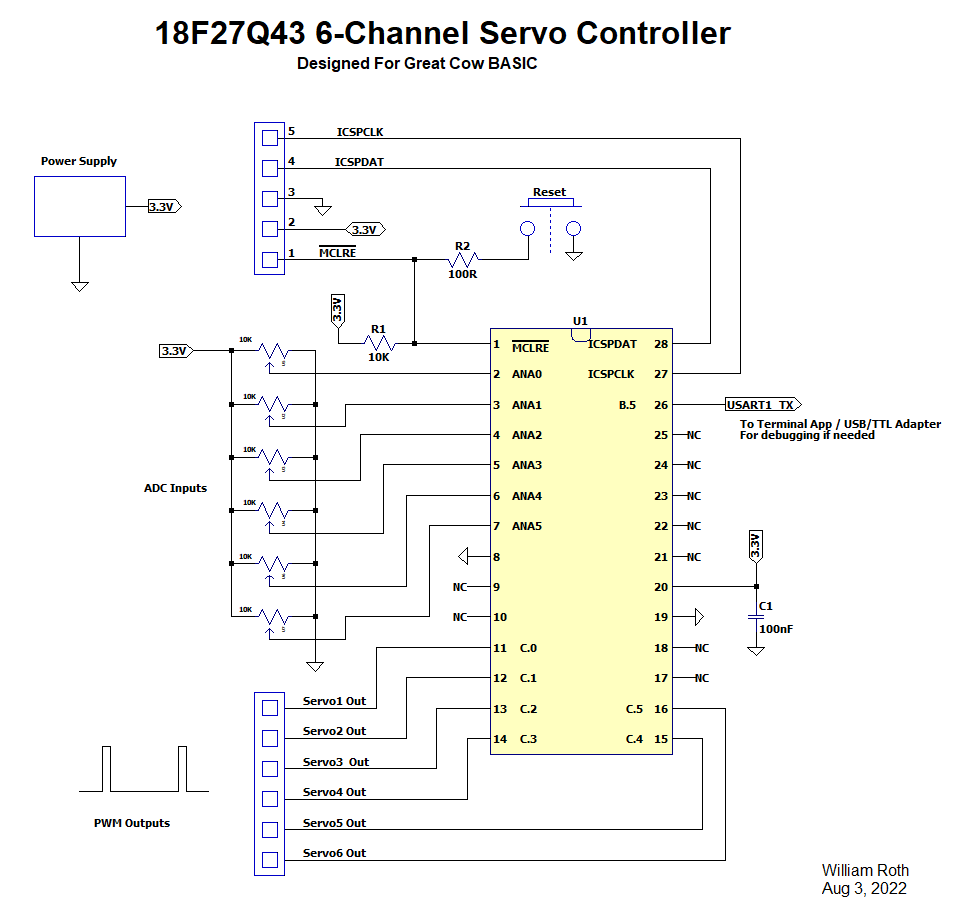 18F27Q43 6-Channel Servo Controller
Designed For Great Cow BASIC
Power Supply
3.3V
5 ICSPCLK
4 ICSPDAT
3
2 3.3V
1 MCLRE
Reset
R2
100R
3.3V
R1
10K
U1
3.3V
10K
10K
10K
10K
10K
10K
ADC Inputs
1 MCLRE ICSPDAT 28
2 ANA0 ICSPCLK 27
3 ANA1 B.5 26 USART1 TX
To Terminal App / USB/TTL Adapter
For debugging if needed
4 ANA2 25 NC
5 ANA3 24 NC
6 ANA4 23 NC
7 ANA5 22 NC
8 21 NC
NC 9 20
NC 10 19
11 C.0 18 NC
12 C.1 17 NC
13 C.2 C.5 16
14 C.3 C.4 15
3.3V
C1
100nF
Servo1 Out
Servo2 Out
Servo3 Out
Servo4 Out
Servo5 Out
Servo6 Out
PWM Outputs
William Roth
Aug 3, 2022